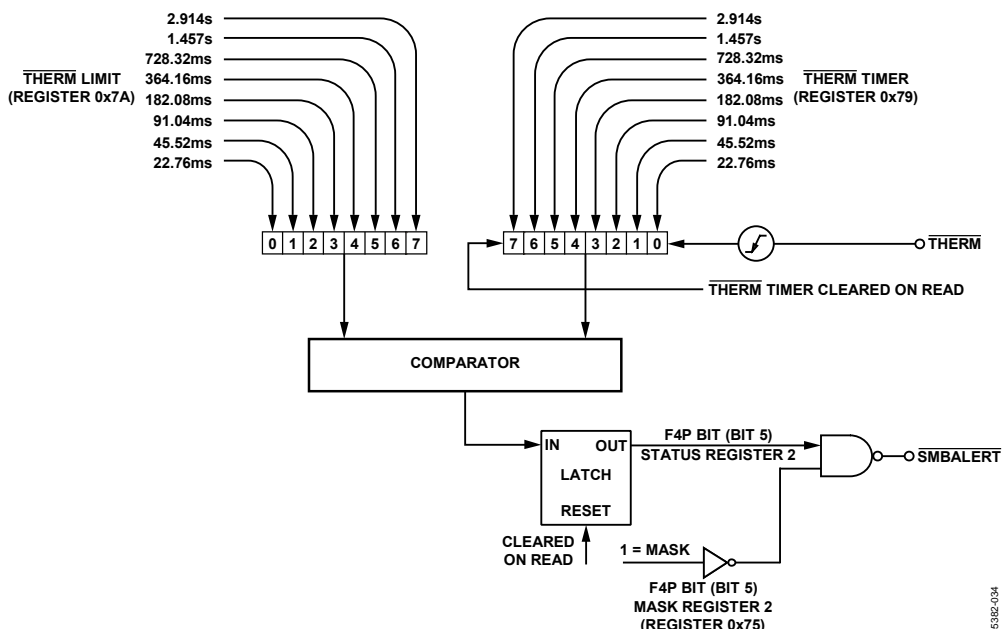 2.914s
1.457s
728.32ms
364.16ms
182.08ms
91.04ms
45.52ms
22.76ms
THERM LIMIT
(REGISTER 0x7A)
2.914s
1.457s
728.32ms
364.16ms
182.08ms
91.04ms
45.52ms
22.76ms
THERM TIMER
(REGISTER 0x79)
0 1 2 3 4 5 6 7
7 6 5 4 3 2 1 0
THERM
THERM TIMER CLEARED ON READ
COMPARATOR
IN OUT
LATCH
RESET
F4P BIT (BIT 5)
STATUS REGISTER 2
SMBALERT
CLEARED
ON READ
1 = MASK
F4P BIT (BIT 5)
MASK REGISTER 2
(REGISTER 0x75)
5382-034